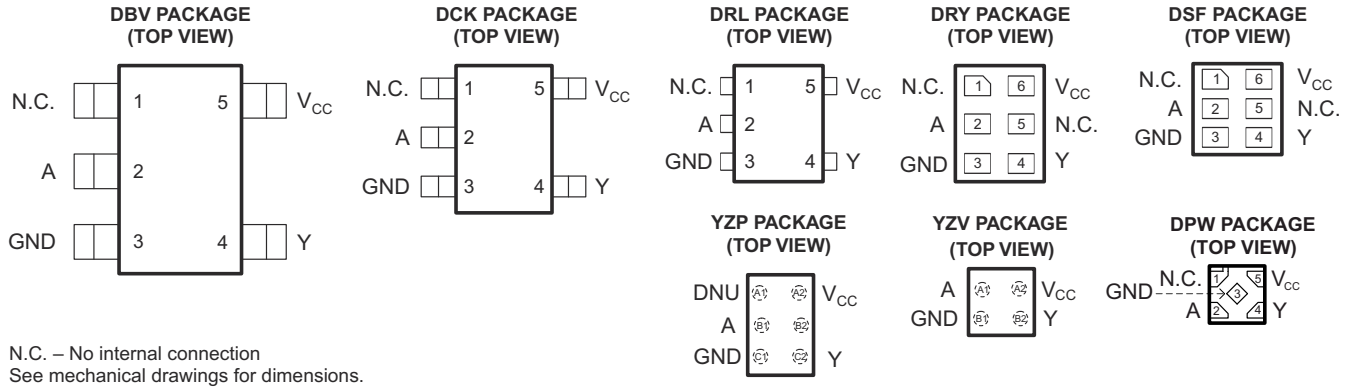 DBV PACKAGE
(TOP VIEW)
N.C. 1 5 VCC
A 2
GND 3 4 Y
DCK PACKAGE
(TOP VIEW)
N.C. 1 5 VCC
A 2
GND 3 4 Y
DRL PACKAGE
(TOP VIEW)
N.C. 1 5 VCC
A 2
GND 3 4 Y
DRY PACKAGE
(TOP VIEW)
N.C. 1 6 VCC
A 2 5 N.C.
GND 3 4 Y
DSF PACKAGE
(TOP VIEW)
N.C. 1 6 VCC
A 2 5 N.C.
GND 3 4 Y
YZP PACKAGE
(TOP VIEW)
DNU A1 A2 VCC
A B1 B2
GND C1 C2 Y
YZV PACKAGE
(TOP VIEW)
A A1 A2 VCC
GND B1 B2 Y
DPW PACKAGE
(TOP VIEW)
N.C. 1 5 VCC
GND 3
A 2 4 Y
N.C. – No internal connection
See mechanical drawings for dimensions.